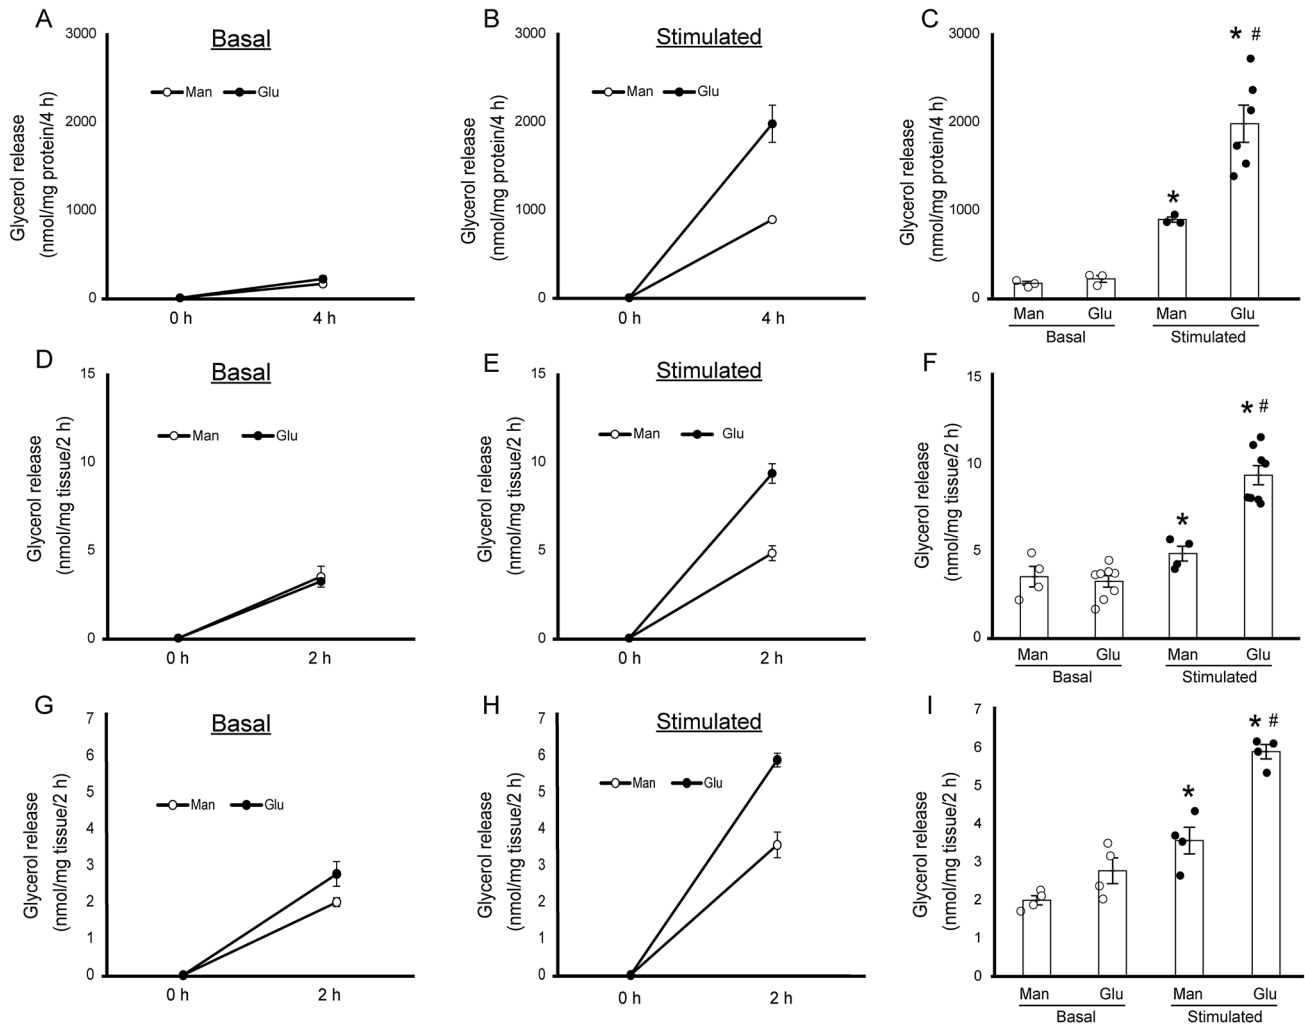 A
Basal
Man Glu
Glycerol release
(nmol/mg protein/4 h)
3000
2000
1000
0
0 h 4 h
B
Stimulated
Man Glu
Glycerol release
(nmol/mg protein/4 h)
3000
2000
1000
0
0 h 4 h
C
Glycerol release
(nmol/mg protein/4 h)
3000
2000
1000
0
*
* #
Man Glu Man Glu
Basal Stimulated
D
Basal
Man Glu
Glycerol release
(nmol/mg tissue/2 h)
15
10
5
0
0 h 2 h
E
Stimulated
Man Glu
Glycerol release
(nmol/mg tissue/2 h)
15
10
5
0
0 h 2 h
F
Glycerol release
(nmol/mg tissue/2 h)
15
10
5
0
*
* #
Man Glu Man Glu
Basal Stimulated
G
Basal
Man Glu
Glycerol release
(nmol/mg tissue/2 h)
7
6
5
4
3
2
1
0
0 h 2 h
H
Stimulated
Man Glu
Glycerol release
(nmol/mg tissue/2 h)
7
6
5
4
3
2
1
0
0 h 2 h
I
Glycerol release
(nmol/mg tissue/2 h)
7
6
5
4
3
2
1
0
*
* #
Man Glu Man Glu
Basal Stimulated